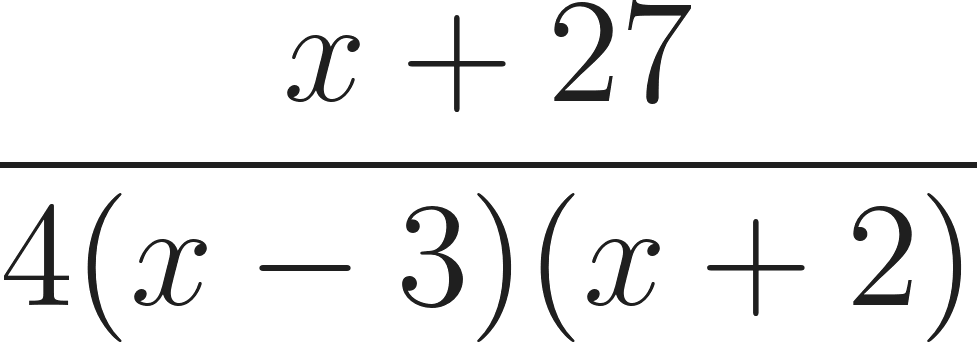 x + 27
4(x − 3)(x + 2)